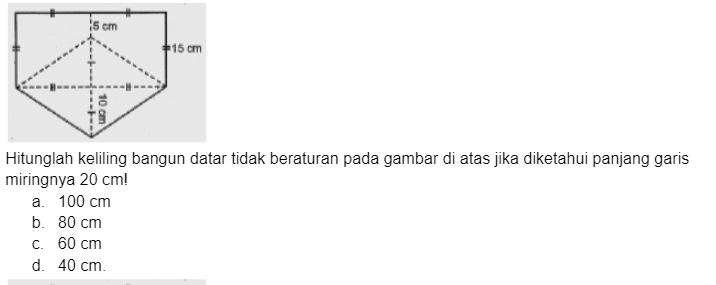 5 cm
15 cm
10 cm
Hitunglah keliling bangun datar tidak beraturan pada gambar di atas jika diketahui panjang garis
miringnya 20 cm!
a. 100 cm
b. 80 cm
c. 60 cm
d. 40 cm.